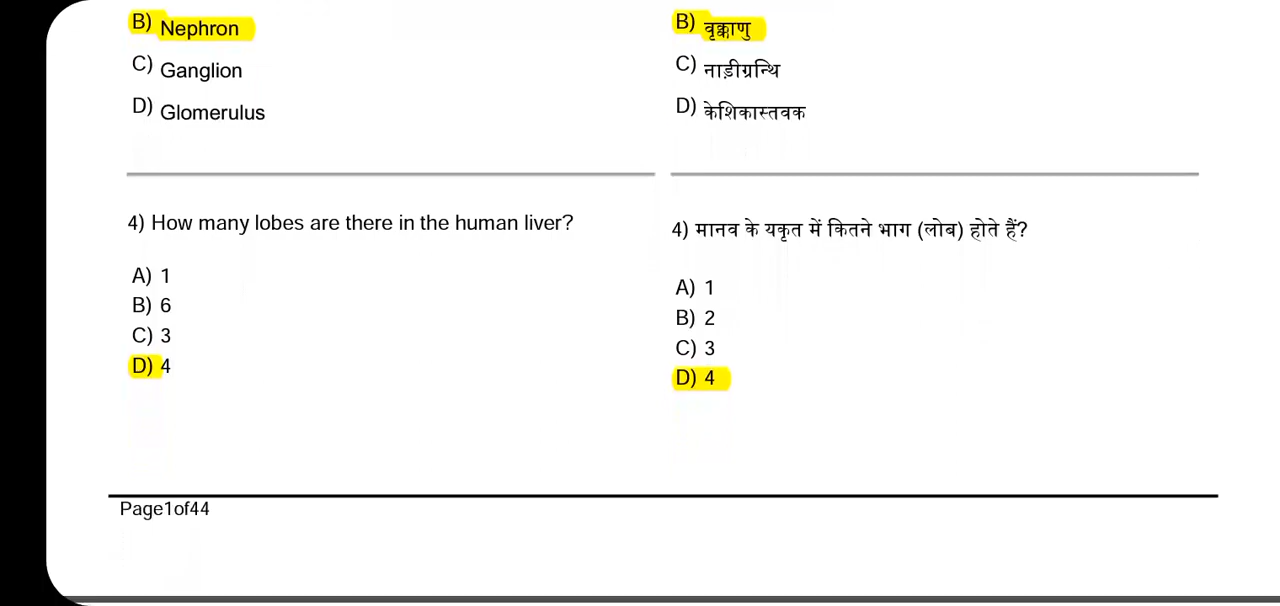 B) Nephron
C) Ganglion
D) Glomerulus
B) वृक्काणु
C) नाड़ीग्रन्थि
D) केशिकास्तवक
4) How many lobes are there in the human liver?
A) 1
B) 6
C) 3
D) 4
4) मानव के यकृत में कितने भाग (लोब) होते हैं?
A) 1
B) 2
C) 3
D) 4
Page1of44